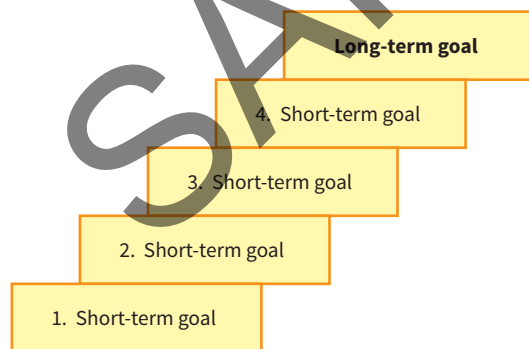 Long-term goal
4. Short-term goal
3. Short-term goal
2. Short-term goal
1. Short-term goal